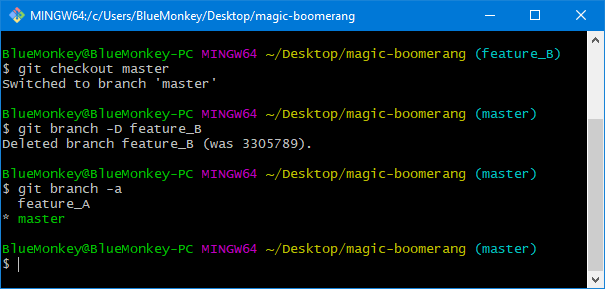 MINGW64:/c/Users/BlueMonkey/Desktop/magic-boomerang
BlueMonkey@BlueMonkey-PC MINGW64 ~/Desktop/magic-boomerang (feature_B)
$ git checkout master
Switched to branch 'master'
BlueMonkey@BlueMonkey-PC MINGW64 ~/Desktop/magic-boomerang (master)
$ git branch -D feature_B
Deleted branch feature_B (was 3305789).
BlueMonkey@BlueMonkey-PC MINGW64 ~/Desktop/magic-boomerang (master)
$ git branch -a
feature_A
* master
BlueMonkey@BlueMonkey-PC MINGW64 ~/Desktop/magic-boomerang (master)
$